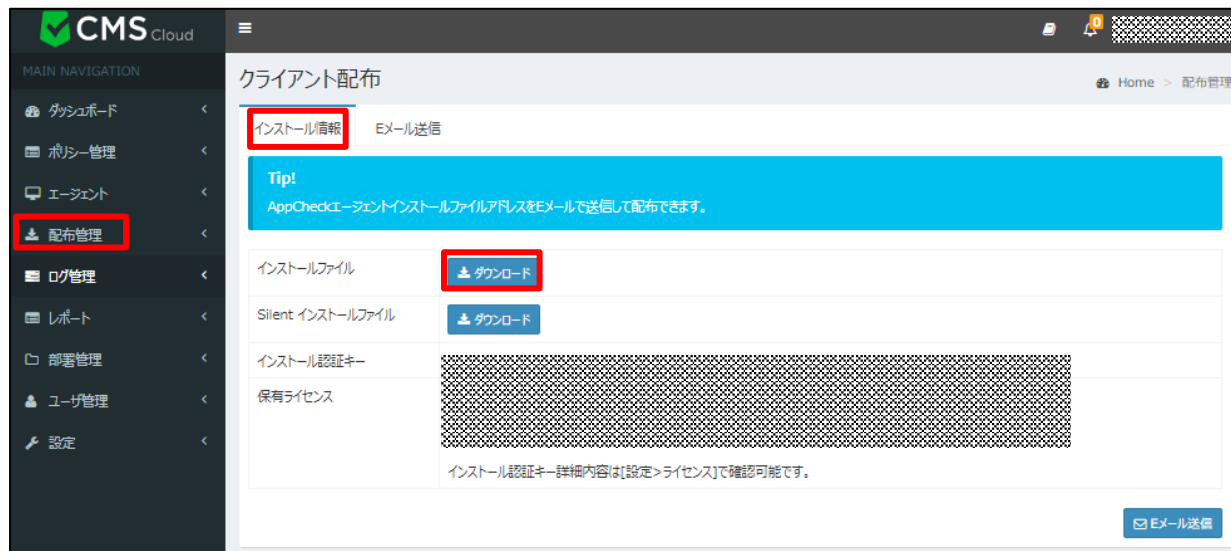 CMS Cloud
0
MAIN NAVIGATION
クライアント配布
Home > 配布管理
ダッシュボード
ポリシー管理
エージェント
配布管理
ログ管理
レポート
部署管理
ユーザ管理
設定
インストール情報 Eメール送信
Tip!
AppCheckエージェントインストールファイルアドレスをEメールで送信して配布できます。
インストールファイル ダウンロード
Silent インストールファイル ダウンロード
インストール認証キー
保有ライセンス
インストール認証キー詳細内容は[設定>ライセンス]で確認可能です。
Eメール送信